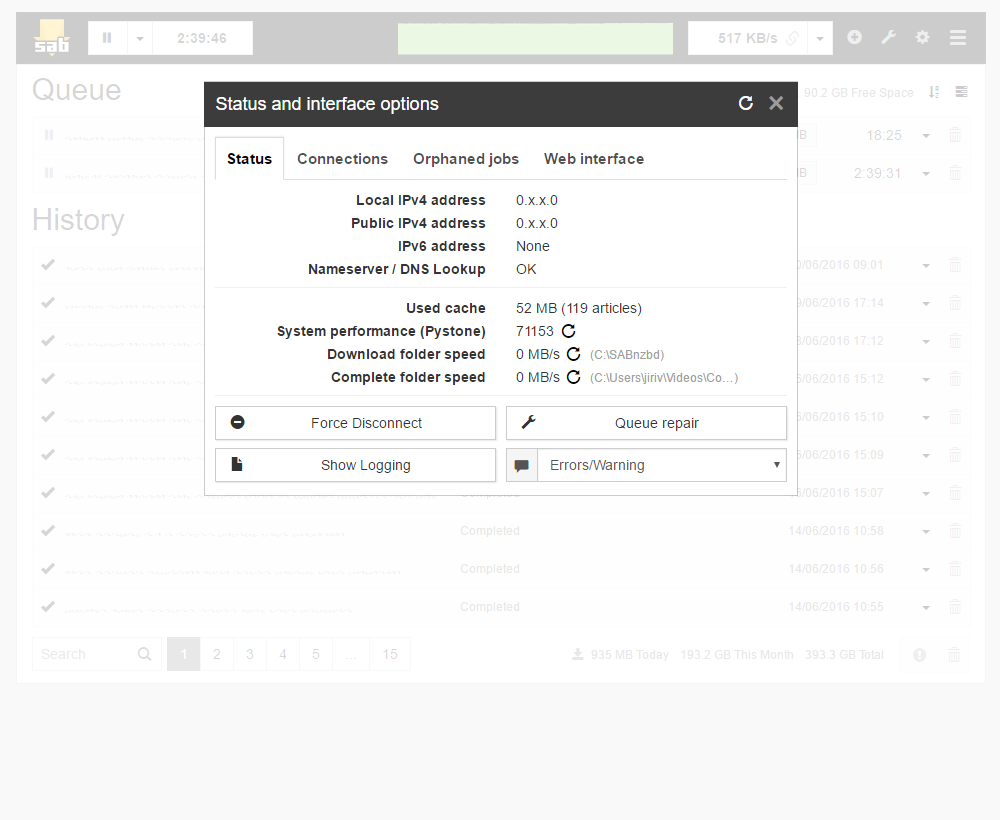 sab
2:39:46
517 KB/s
Queue
90.2 GB Free Space
Status and interface options
B 18:25
Status Connections Orphaned jobs Web interface
B 2:39:31
Local IPv4 address 0.x.x.0
Public IPv4 address 0.x.x.0
IPv6 address None
Nameserver / DNS Lookup OK
History
0/06/2016 09:01
9/06/2016 17:14
Used cache 52 MB (119 articles)
System performance (Pystone) 71153
8/06/2016 17:12
Download folder speed 0 MB/s (C:\SABnzbd)
Complete folder speed 0 MB/s (C:\Users\jiriv\Videos\Co...)
6/06/2016 15:12
Force Disconnect Queue repair
6/06/2016 15:10
Show Logging Errors/Warning
6/06/2016 15:09
Completed 5/06/2016 15:07
Completed 14/06/2016 10:58
Completed 14/06/2016 10:56
Completed 14/06/2016 10:55
Search 1 2 3 4 5 ... 15
935 MB Today 193.2 GB This Month 393.3 GB Total